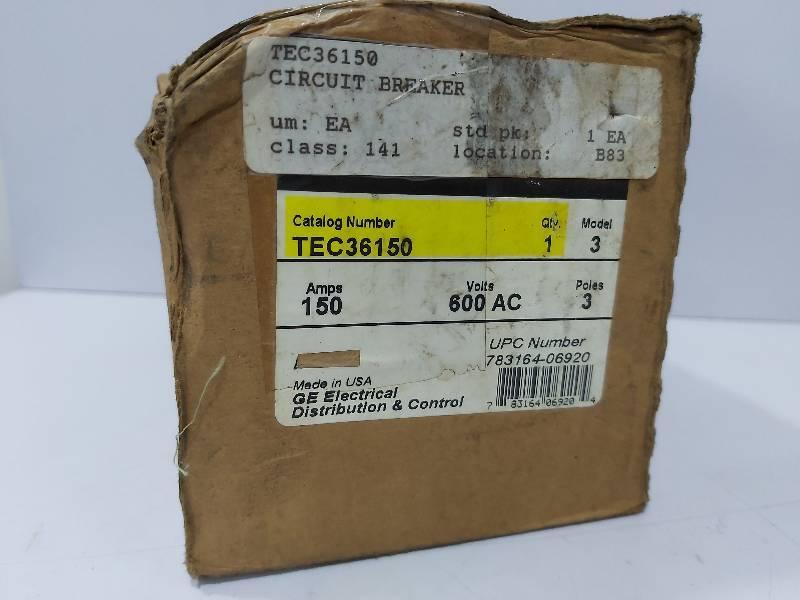 TEC36150
CIRCUIT BREAKER
um: EA std pk: 1 EA
class: 141 location: B83
Catalog Number Qty. Model
TEC36150 1 3
Amps Volts Poles
150 600 AC 3
UPC Number
783164-06920
Made in USA
GE Electrical
Distribution & Control
7 83164 06920 4